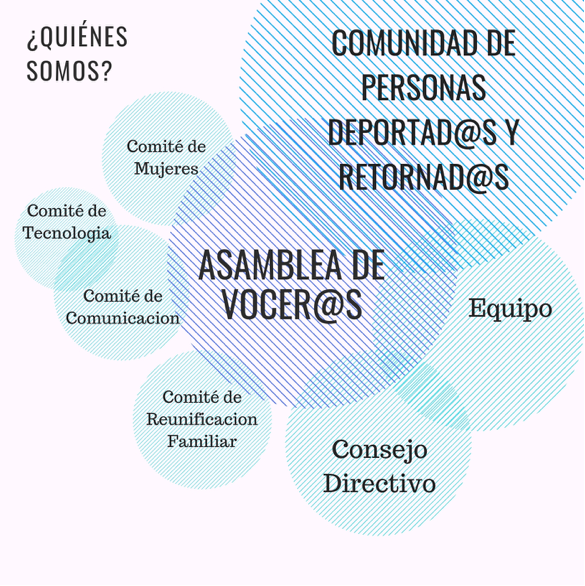 ¿QUIÉNES
SOMOS?
COMUNIDAD DE
PERSONAS
DEPORTAD@S Y
RETORNAD@S
Comité de
Mujeres
Comité de
Tecnologia
ASAMBLEA DE
VOCER@S
Comité de
Comunicacion
Equipo
Comité de
Reunificacion
Familiar
Consejo
Directivo